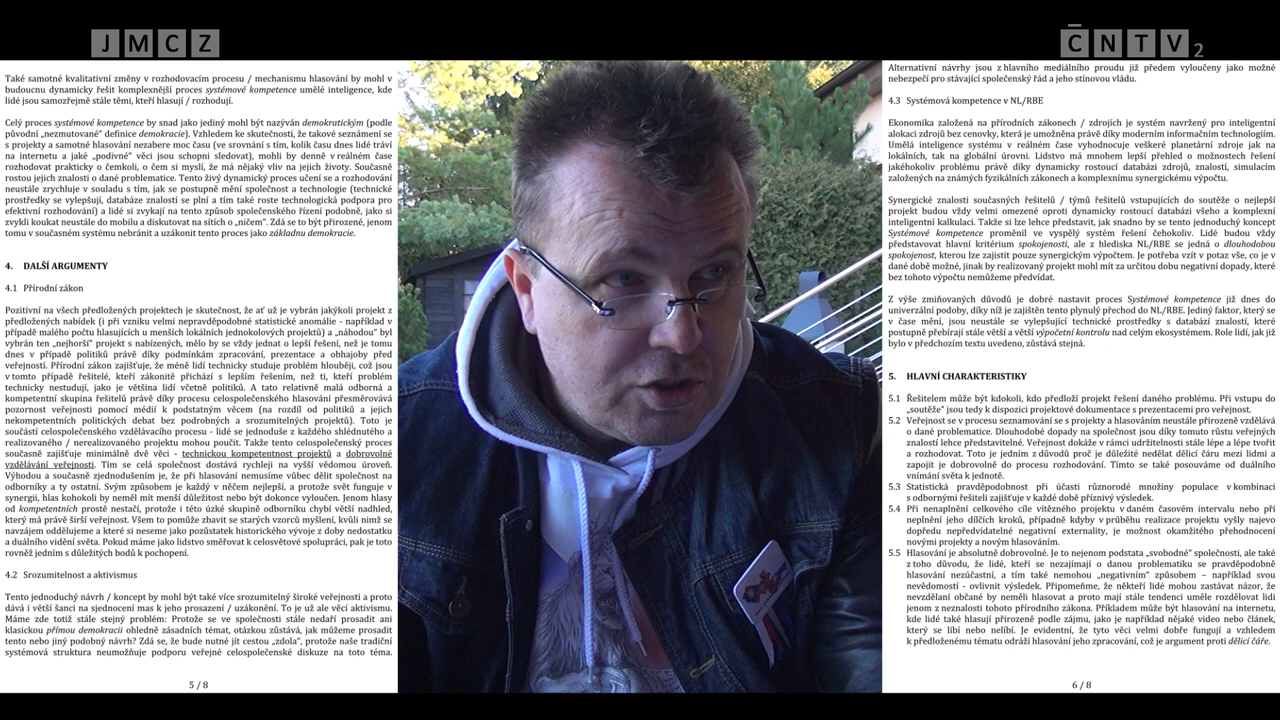 JMCZ
ČNTV2
Také samotné kvalitativní změny v rozhodovacím procesu / mechanismu hlasování by mohl v
budoucnu dynamicky řešit komplexnější proces systémové kompetence umělé inteligence, kde
lidé jsou samozřejmě stále těmi, kteří hlasují / rozhodují.
Celý proces systémové kompetence by snad jako jediný mohl být nazýván demokratickým (podle
původní „nezmutované" definice demokracie). Vzhledem ke skutečnosti, že takové seznámení se
s projekty a samotné hlasování nezabere moc času (ve srovnání s tím, kolik času dnes lidé tráví
na internetu a jaké „podivné" věci jsou schopni sledovat), mohli by denně v reálném čase
rozhodovat prakticky o čemkoli, o čem si myslí, že má nějaký vliv na jejich životy. Současně
rostou jejich znalosti o dané problematice. Tento živý dynamický proces učení se a rozhodování
neustále zrychluje v souladu s tím, jak se postupně mění společnost a technologie (technické
prostředky se vylepšují, databáze znalostí se plní a tím také roste technologická podpora pro
efektivní rozhodování) a lidé si zvykají na tento způsob společenského řízení podobně, jako si
zvykli koukat neustále do mobilu a diskutovat na sítích o „ničem". Zdá se to být přirozené, jenom
tomu v současném systému nebránit a uzákonit tento proces jako základnu demokracie.
4. DALŠÍ ARGUMENTY
4.1 Přírodní zákon
Pozitivní na všech předložených projektech je skutečnost, že ať už je vybrán jakýkoli projekt z
předložených nabídek (i při vzniku velmi nepravděpodobné statistické anomálie - například v
případě malého počtu hlasujících u menších lokálních jednokolových projektů) a „náhodou" byl
vybrán ten „nejhorší" projekt s nabízených, mělo by se vždy jednat o lepší řešení, než je tomu
dnes v případě politiků právě díky podmínkám zpracování, prezentace a obhajoby před
veřejností. Přírodní zákon zajišťuje, že méně lidí technicky studuje problém hlouběji, což jsou
v tomto případě řešitelé, kteří zákonitě přichází s lepším řešením, než ti, kteří problém
technicky nestudují, jako je většina lidí včetně politiků. A tato relativně malá odborná a
kompetentní skupina řešitelů právě díky procesu celospolečenského hlasování přesměrovává
pozornost veřejnosti pomocí médií k podstatným věcem (na rozdíl od politiků a jejich
nekompetentních politických debat bez podrobných a srozumitelných projektů). Toto je
součástí celospolečenského vzdělávacího procesu - lidé se jednoduše z každého shlédnutého a
realizovaného / nerealizovaného projektu mohou poučit. Takže tento celospolečenský proces
současně zajišťuje minimálně dvě věci - technickou kompetentnost projektů a dobrovolné
vzdělávání veřejnosti. Tím se celá společnost dostává rychleji na vyšší vědomou úroveň.
Výhodou a současně zjednodušením je, že při hlasování nemusíme vůbec dělit společnost na
odborníky a ty ostatní. Svým způsobem je každý v něčem nejlepší, a protože svět funguje v
synergii, hlas kohokoli by neměl mít menší důležitost nebo být dokonce vyloučen. Jenom hlasy
od kompetentních prostě nestačí, protože i této úzké skupině odborníku chybí větší nadhled,
který má právě širší veřejnost. Všem to pomůže zbavit se starých vzorců myšlení, kvůli nimž se
navzájem oddělujeme a které si neseme jako pozůstatek historického vývoje z doby nedostatku
a duálního vidění světa. Pokud máme jako lidstvo směřovat k celosvětové spolupráci, pak je toto
rovněž jedním s důležitých bodů k pochopení.
4.2 Srozumitelnost a aktivismus
Tento jednoduchý návrh / koncept by mohl být také více srozumitelný široké veřejnosti a proto
dává i větší šanci na sjednocení mas k jeho prosazení / uzákonění. To je už ale věcí aktivismu.
Máme zde totiž stále stejný problém: Protože se ve společnosti stále nedaří prosadit ani
klasickou přímou demokracii ohledně zásadních témat, otázkou zůstává, jak můžeme prosadit
tento nebo jiný podobný návrh? Zdá se, že bude nutné jít cestou „zdola", protože naše tradiční
systémová struktura neumožňuje podporu veřejné celospolečenské diskuze na toto téma.
5 / 8
Alternativní návrhy jsou z hlavního mediálního proudu již předem vyloučeny jako možné
nebezpečí pro stávající společenský řád a jeho stínovou vládu.
4.3 Systémová kompetence v NL/RBE
Ekonomika založená na přírodních zákonech / zdrojích je systém navržený pro inteligentní
alokaci zdrojů bez cenovky, která je umožněna právě díky moderním informačním technologiím.
Umělá inteligence systému v reálném čase vyhodnocuje veškeré planetární zdroje jak na
lokálních, tak na globální úrovni. Lidstvo má mnohem lepší přehled o možnostech řešení
jakéhokoliv problému právě díky dynamicky rostoucí databázi zdrojů, znalostí, simulacím
založených na známých fyzikálních zákonech a komplexnímu synergickému výpočtu.
Synergické znalosti současných řešitelů / týmů řešitelů vstupujících do soutěže o nejlepší
projekt budou vždy velmi omezené oproti dynamicky rostoucí databázi všeho a komplexní
inteligentní kalkulaci. Takže si lze lehce představit, jak snadno by se tento jednoduchý koncept
Systémové kompetence proměnil ve vyspělý systém řešení čehokoliv. Lidé budou vždy
představovat hlavní kritérium spokojenosti, ale z hlediska NL/RBE se jedná o dlouhodobou
spokojenost, kterou lze zajistit pouze synergickým výpočtem. Je potřeba vzít v potaz vše, co je v
dané době možné, jinak by realizovaný projekt mohl mít za určitou dobu negativní dopady, které
bez tohoto výpočtu nemůžeme předvídat.
Z výše zmiňovaných důvodů je dobré nastavit proces Systémové kompetence již dnes do
univerzální podoby, díky níž je zajištěn tento plynulý přechod do NL/RBE. Jediný faktor, který se
v čase mění, jsou neustále se vylepšující technické prostředky s databází znalostí, které
postupně přebírají stále větší a větší výpočetní kontrolu nad celým ekosystémem. Role lidí, jak již
bylo v předchozím textu uvedeno, zůstává stejná.
5. HLAVNÍ CHARAKTERISTIKY
5.1 Řešitelem může být kdokoli, kdo předloží projekt řešení daného problému. Při vstupu do
„soutěže" jsou tedy k dispozici projektové dokumentace s prezentacemi pro veřejnost.
5.2 Veřejnost se v procesu seznamování se s projekty a hlasováním neustále přirozeně vzdělává
o dané problematice. Dlouhodobé dopady na společnost jsou díky tomuto růstu veřejných
znalostí lehce představitelné. Veřejnost dokáže v rámci udržitelnosti stále lépe a lépe tvořit
a rozhodovat. Toto je jedním z důvodů proč je důležité nedělat dělící čáru mezi lidmi a
zapojit je dobrovolně do procesu rozhodování. Tímto se také posouváme od duálního
vnímání světa k jednotě.
5.3 Statistická pravděpodobnost při účasti různorodé množiny populace v kombinaci
s odbornými řešiteli zajišťuje v každé době příznivý výsledek.
5.4 Při nenaplnění celkového cíle vítězného projektu v daném časovém intervalu nebo při
neplnění jeho dílčích kroků, případně kdyby v průběhu realizace projektu vyšly najevo
dopředu nepředvídatelné negativní externality, je možnost okamžitého přehodnocení
novými projekty a novým hlasováním.
5.5 Hlasování je absolutně dobrovolné. Je to nejenom podstata „svobodné" společnosti, ale také
z toho důvodu, že lidé, kteří se nezajímají o danou problematiku se pravděpodobně
hlasování nezúčastní, a tím také nemohou „negativním" způsobem – například svou
nevědomostí - ovlivnit výsledek. Připomeňme, že někteří lidé mohou zastávat názor, že
nevzdělaní občané by neměli hlasovat a proto mají stále tendenci uměle rozdělovat lidi
jenom z neznalosti tohoto přírodního zákona. Příkladem může být hlasování na internetu,
kde lidé také hlasují přirozeně podle zájmu, jako je například nějaké video nebo článek,
který se líbí nebo nelíbí. Je evidentní, že tyto věci velmi dobře fungují a vzhledem
k předloženému tématu odráží hlasování jeho zpracování, což je argument proti dělící čáře.
6 / 8